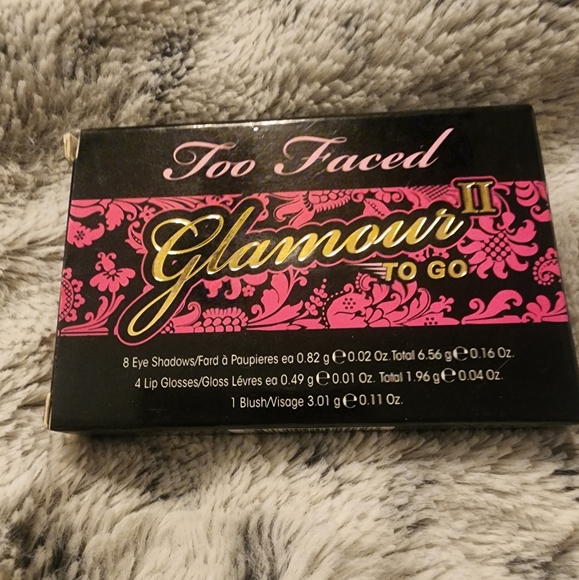 Too Faced
Glamour II
TO GO
8 Eye Shadows/Fard à Paupieres ea 0.82 g ℮ 0.02 Oz. Total 6.56 g ℮ 0.16 Oz.
4 Lip Glosses/Gloss Lévres ea 0.49 g ℮ 0.01 Oz. Total 1.96 g ℮ 0.04 Oz.
1 Blush/Visage 3.01 g ℮ 0.11 Oz.